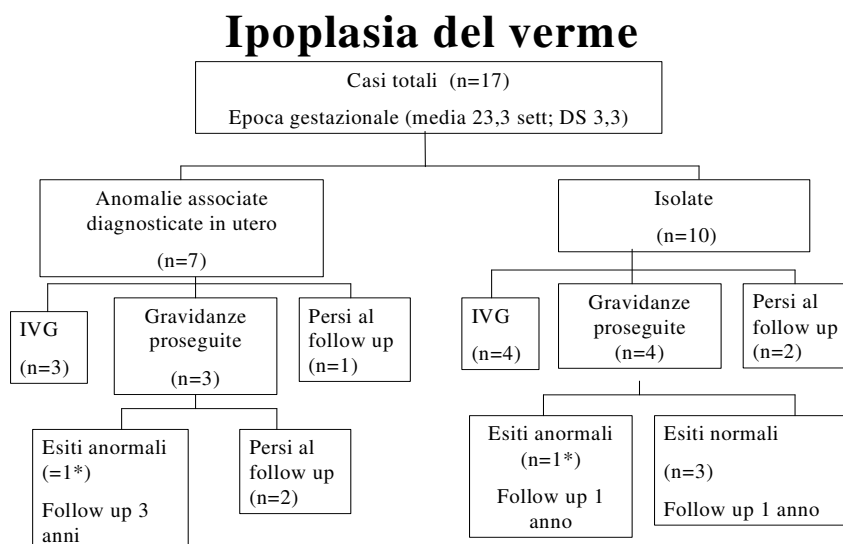 Ipoplasia del verme
Casi totali (n=17)
Epoca gestazionale (media 23,3 sett; DS 3,3)
Anomalie associate
diagnosticate in utero
(n=7)
Isolate
(n=10)
IVG
(n=3)
Gravidanze
proseguite
(n=3)
Persi al
follow up
(n=1)
IVG
(n=4)
Gravidanze
proseguite
(n=4)
Persi al
follow up
(n=2)
Esiti anormali
(=1*)
Follow up 3
anni
Persi al
follow up
(n=2)
Esiti anormali
(n=1*)
Follow up 1
anno
Esiti normali
(n=3)
Follow up 1 anno